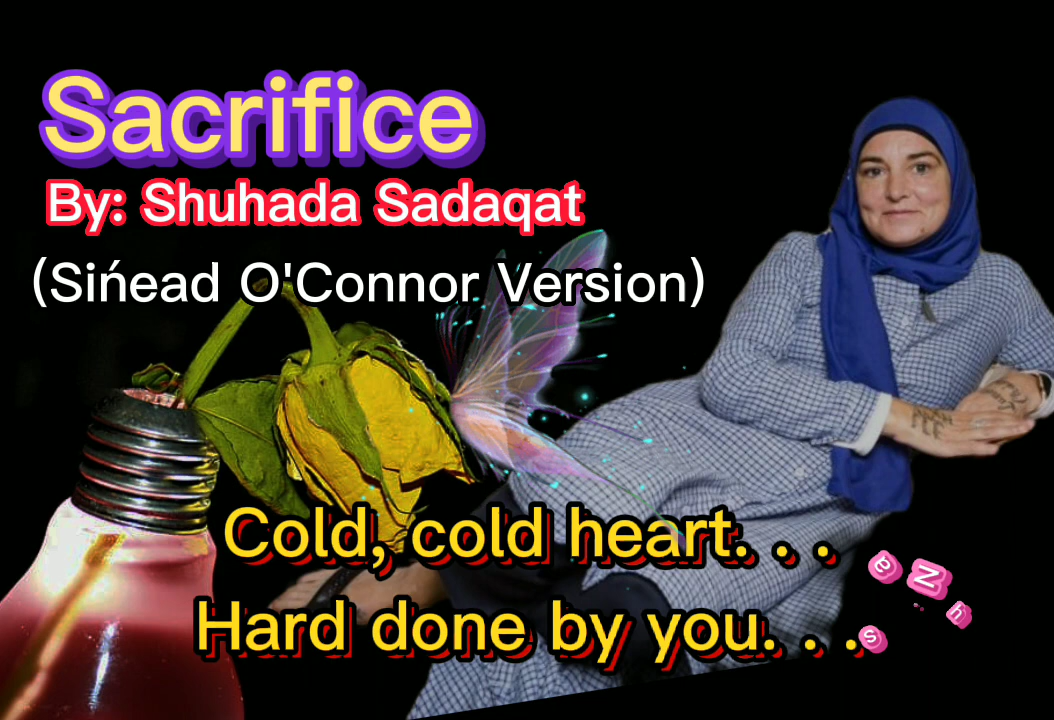 Sacrifice
By: Shuhada Sadaqat
(Sińead O'Connor Version)
Cold, cold heart. . .
Hard done by you. . .
a N h s